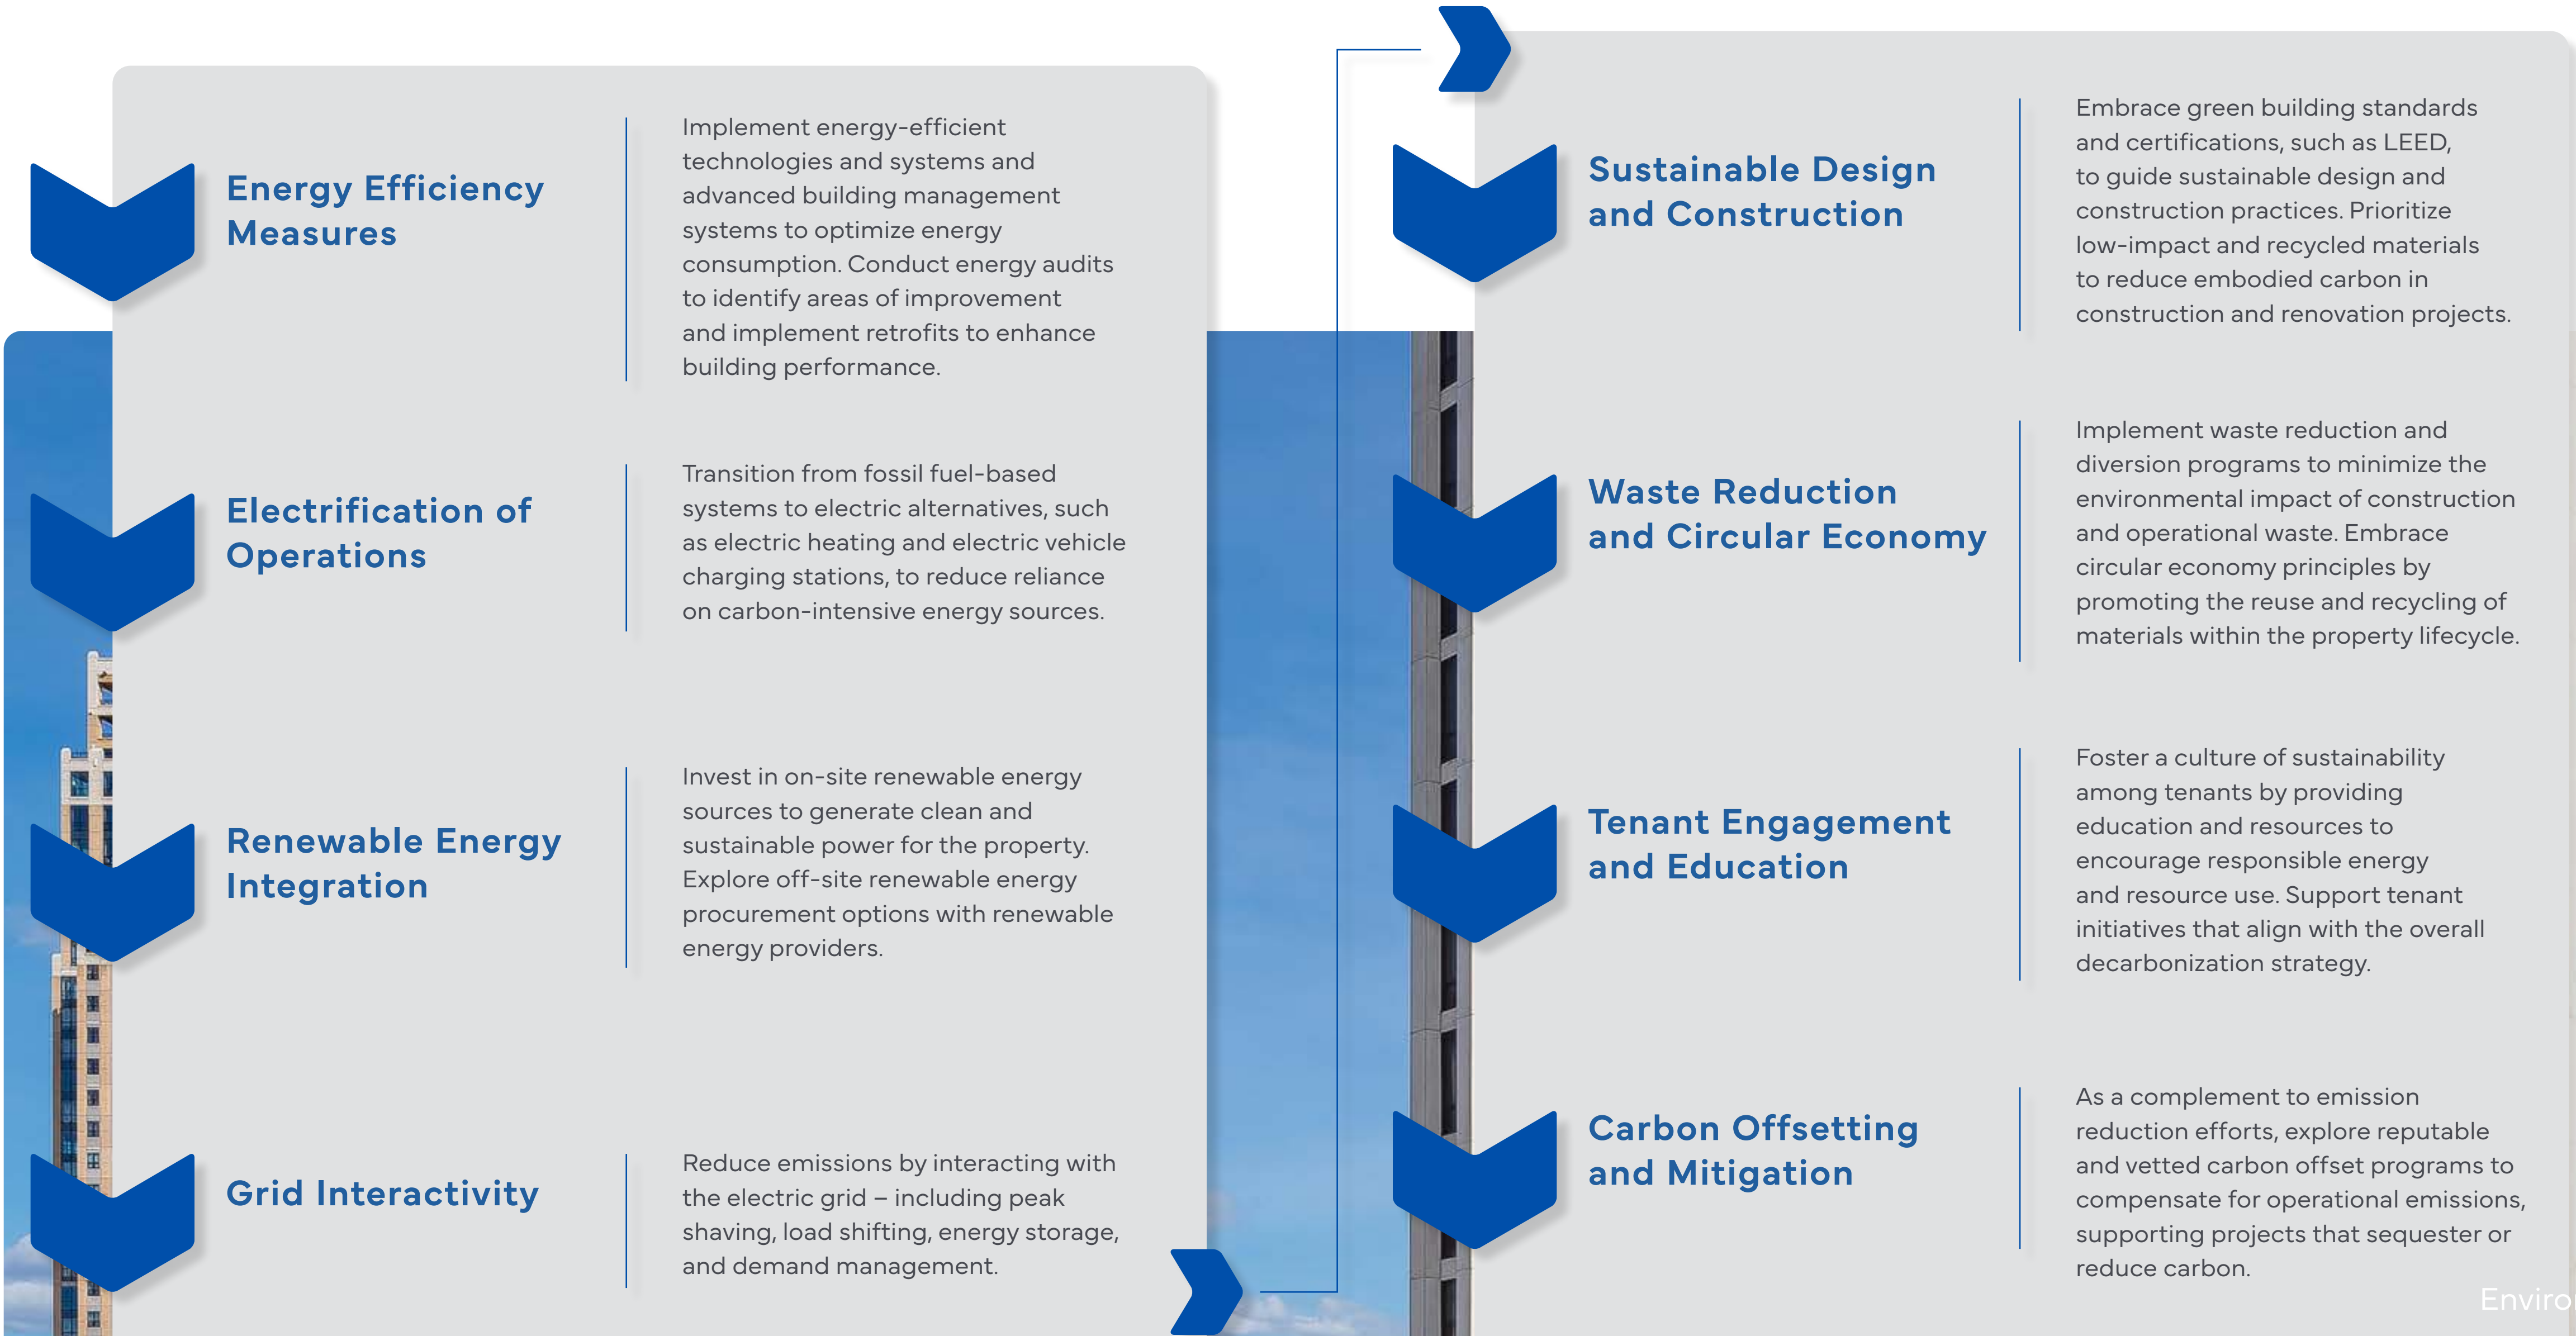 Energy Efficiency
Measures
Implement energy-efficient
technologies and systems and
advanced building management
systems to optimize energy
consumption. Conduct energy audits
to identify areas of improvement
and implement retrofits to enhance
building performance.
Electrification of
Operations
Transition from fossil fuel-based
systems to electric alternatives, such
as electric heating and electric vehicle
charging stations, to reduce reliance
on carbon-intensive energy sources.
Renewable Energy
Integration
Invest in on-site renewable energy
sources to generate clean and
sustainable power for the property.
Explore off-site renewable energy
procurement options with renewable
energy providers.
Grid Interactivity
Reduce emissions by interacting with
the electric grid – including peak
shaving, load shifting, energy storage,
and demand management.
Sustainable Design
and Construction
Embrace green building standards
and certifications, such as LEED,
to guide sustainable design and
construction practices. Prioritize
low-impact and recycled materials
to reduce embodied carbon in
construction and renovation projects.
Waste Reduction
and Circular Economy
Implement waste reduction and
diversion programs to minimize the
environmental impact of construction
and operational waste. Embrace
circular economy principles by
promoting the reuse and recycling of
materials within the property lifecycle.
Tenant Engagement
and Education
Foster a culture of sustainability
among tenants by providing
education and resources to
encourage responsible energy
and resource use. Support tenant
initiatives that align with the overall
decarbonization strategy.
Carbon Offsetting
and Mitigation
As a complement to emission
reduction efforts, explore reputable
and vetted carbon offset programs to
compensate for operational emissions,
supporting projects that sequester or
reduce carbon.